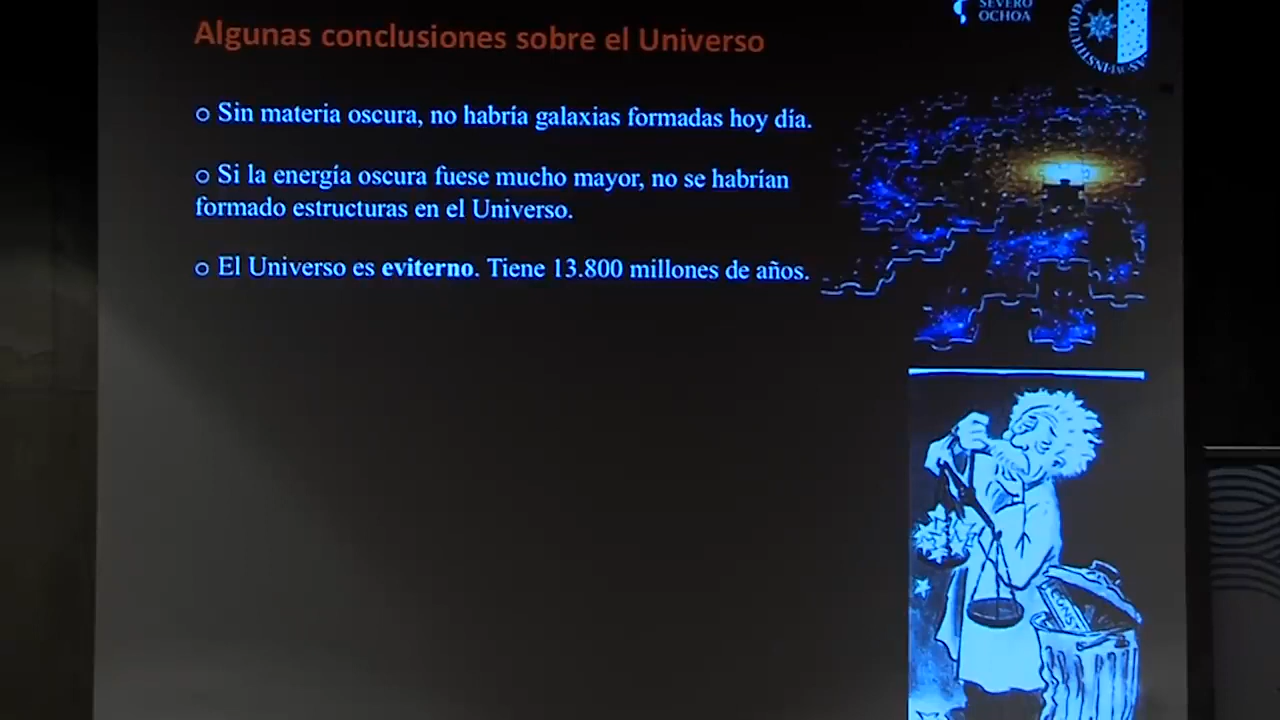 SEVERO
OCHOA
Algunas conclusiones sobre el Universo
o Sin materia oscura, no habría galaxias formadas hoy día.
o Si la energía oscura fuese mucho mayor, no se habrían
formado estructuras en el Universo.
o El Universo es eviterno. Tiene 13.800 millones de años.
CONST